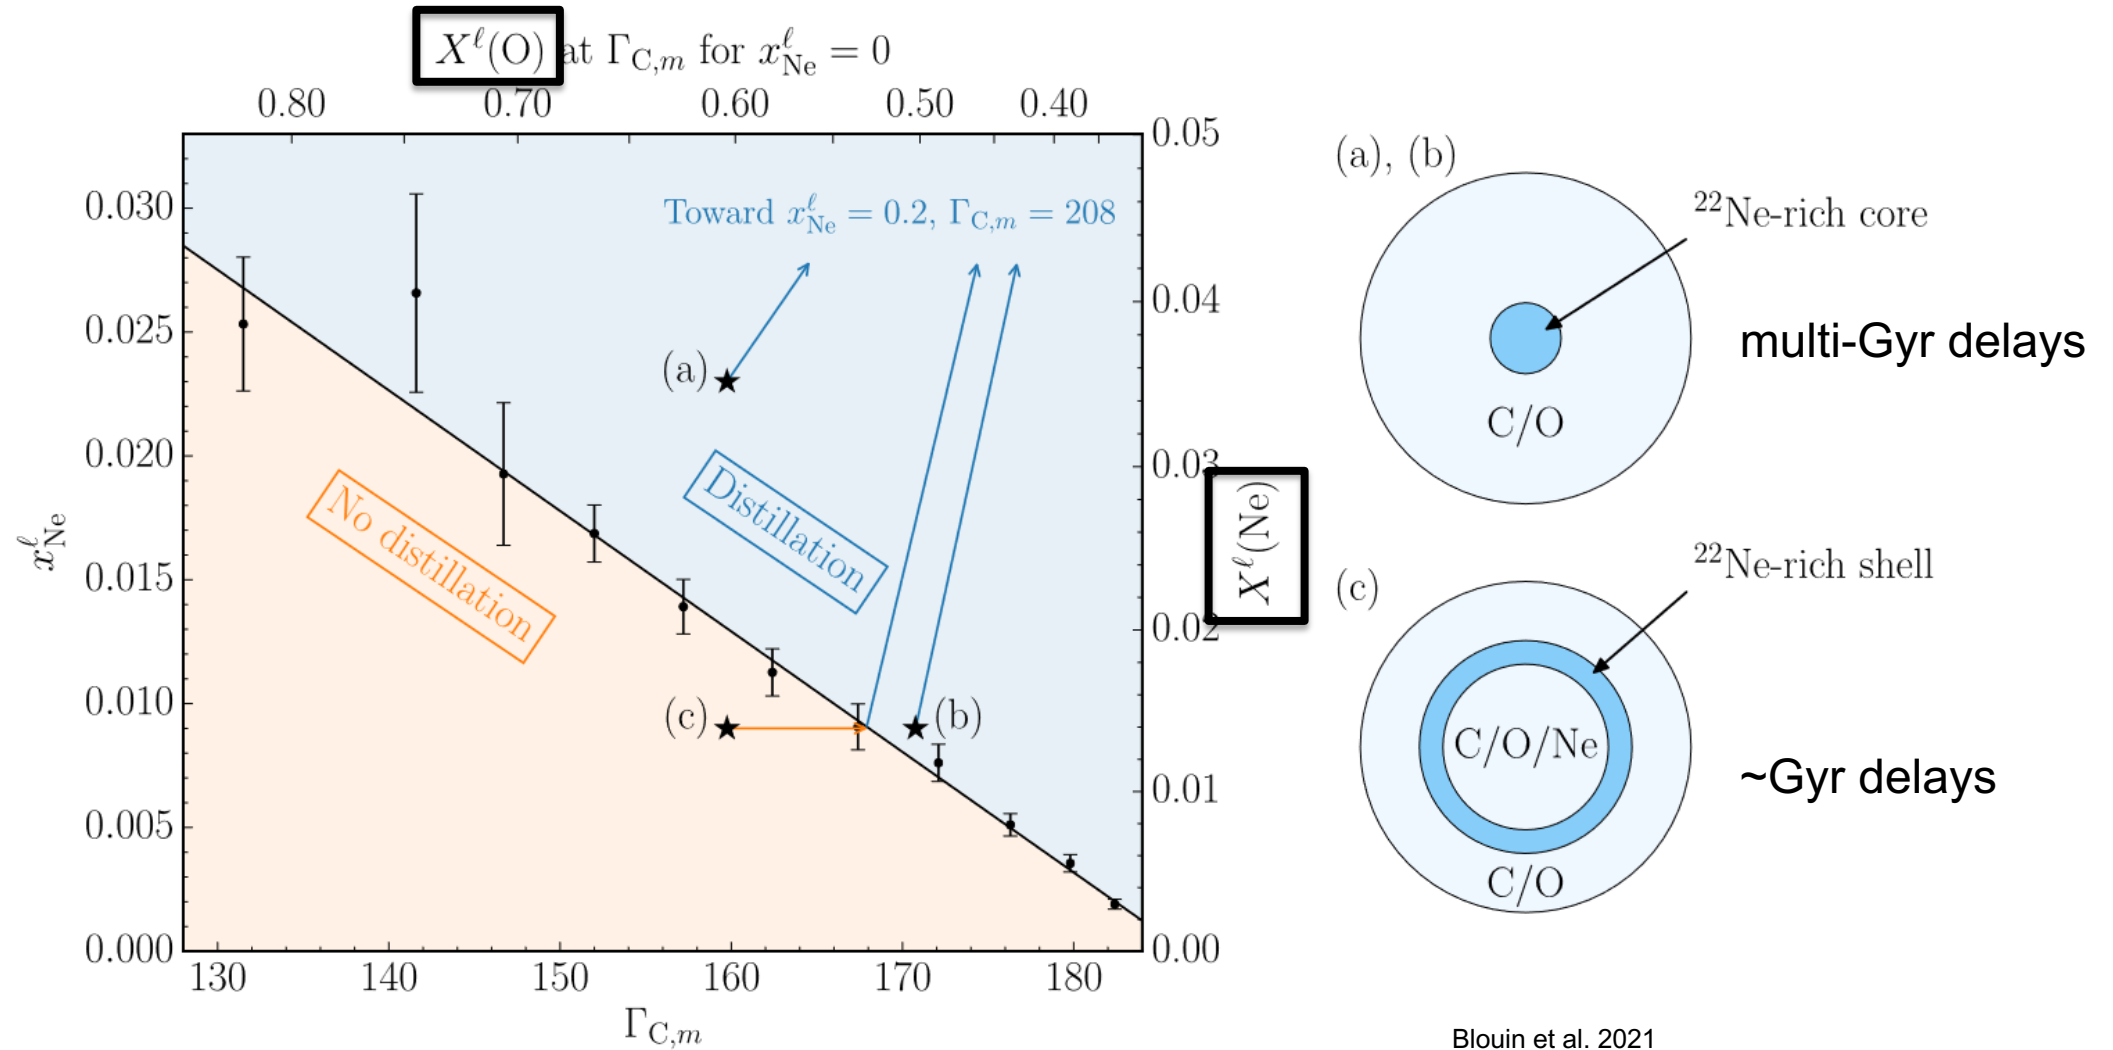 X^ℓ(O) at Γ_C,m for x^ℓ_Ne = 0
0.80 0.70 0.60 0.50 0.40
0.030
0.025
0.020
0.015
0.010
0.005
0.000
x^ℓ_Ne
130 140 150 160 170 180
Γ_C,m
0.05
0.04
0.03
0.02
0.01
0.00
X^ℓ(Ne)
Toward x^ℓ_Ne = 0.2, Γ_C,m = 208
(a)
Distillation
No distillation
(c)
(b)
(a), (b)
²²Ne-rich core
C/O
multi-Gyr delays
(c)
²²Ne-rich shell
C/O/Ne
C/O
~Gyr delays
Blouin et al. 2021